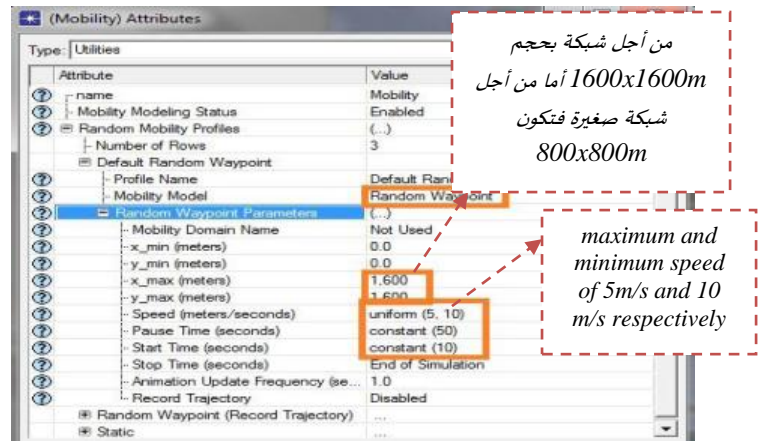 (Mobility) Attributes
Type: Utilities
Attribute Value
name Mobility
Mobility Modeling Status Enabled
Random Mobility Profiles (...)
Number of Rows 3
Default Random Waypoint
Profile Name Default Ran
Mobility Model Random Waypoint
Random Waypoint Parameters (...)
Mobility Domain Name Not Used
x_min (meters) 0.0
y_min (meters) 0.0
x_max (meters) 1,600
y_max (meters) 1,600
Speed (meters/seconds) uniform (5, 10)
Pause Time (seconds) constant (50)
Start Time (seconds) constant (10)
Stop Time (seconds) End of Simulation
Animation Update Frequency (se... 1.0
Record Trajectory Disabled
Random Waypoint (Record Trajectory) ...
Static ...
من أجل شبكة بحجم
1600x1600m أما من أجل
شبكة صغيرة فتكون
800x800m
maximum and
minimum speed
of 5m/s and 10
m/s respectively